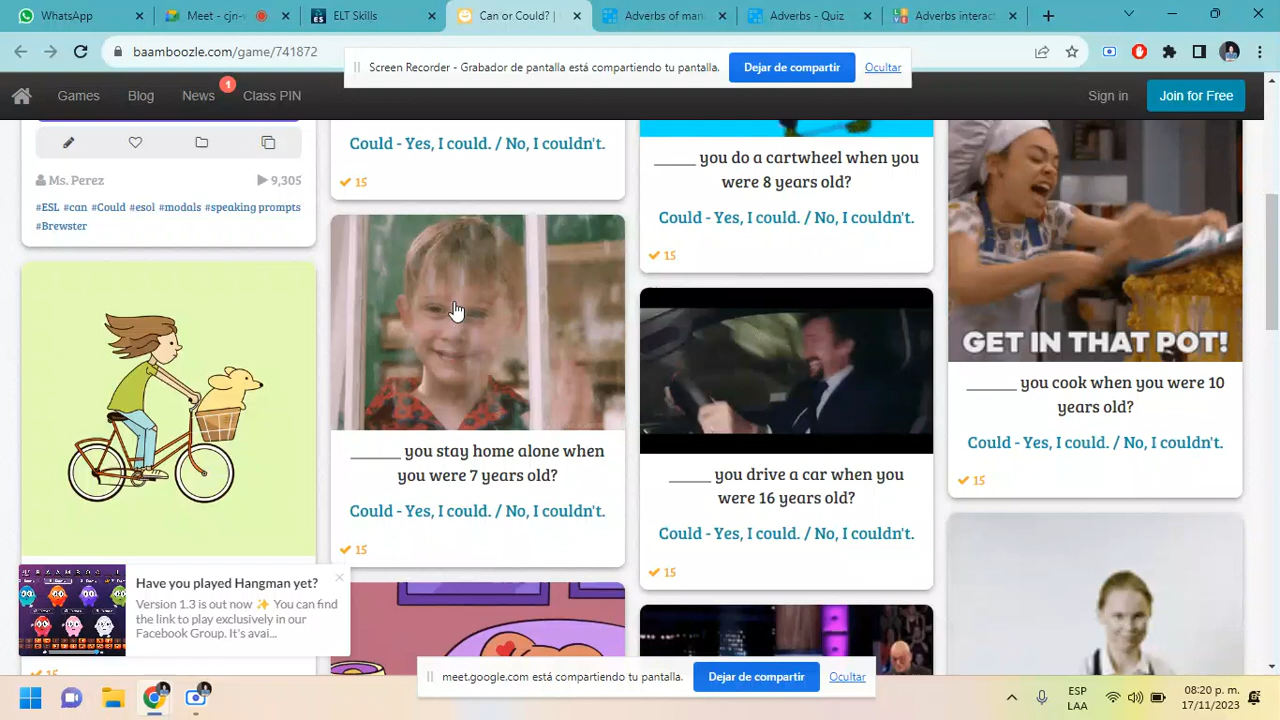 WhatsApp
Meet - cjn-v
ELT Skills
Can or Could? |
Adverbs of man
Adverbs - Quiz
Adverbs interac
baamboozle.com/game/741872
Screen Recorder - Grabador de pantalla está compartiendo tu pantalla.
Dejar de compartir
Ocultar
Games
Blog
News
1
Class PIN
Sign in
Join for Free
Ms. Perez
9,305
#ESL #can #Could #esol #modals #speaking prompts
#Brewster
Could - Yes, I could. / No, I couldn't.
15
_____ you stay home alone when
you were 7 years old?
Could - Yes, I could. / No, I couldn't.
15
_____ you do a cartwheel when you
were 8 years old?
Could - Yes, I could. / No, I couldn't.
15
_____ you drive a car when you
were 16 years old?
Could - Yes, I could. / No, I couldn't.
15
GET IN THAT POT!
______ you cook when you were 10
years old?
Could - Yes, I could. / No, I couldn't.
15
Have you played Hangman yet?
Version 1.3 is out now ✨ You can find
the link to play exclusively in our
Facebook Group. It's avai...
15
meet.google.com está compartiendo tu pantalla.
Dejar de compartir
Ocultar
ESP
LAA
08:20 p. m.
17/11/2023